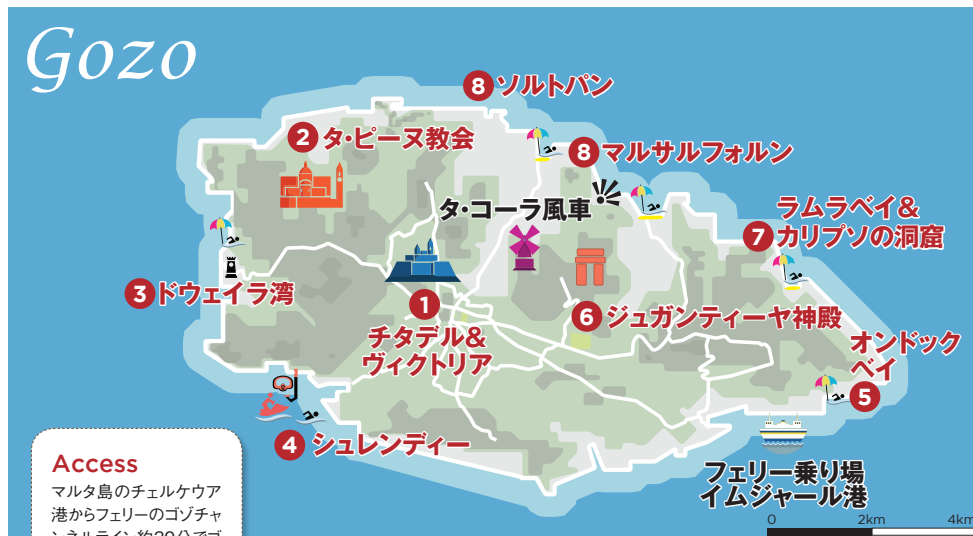 Gozo
8 ソルトパン
2 タ・ピーヌ教会
8 マルサルフォルン
タ・コーラ風車
ラムラベイ&
7 カリプソの洞窟
3 ドウェイラ湾
1
チタデル&
ヴィクトリア
6 ジュガンティーヤ神殿
オンドック
ベイ
5
4 シュレンディー
フェリー乗り場
イムジャール港
Access
マルタ島のチェルケウア
港からフェリーのゴゾチャ
0 2km 4km